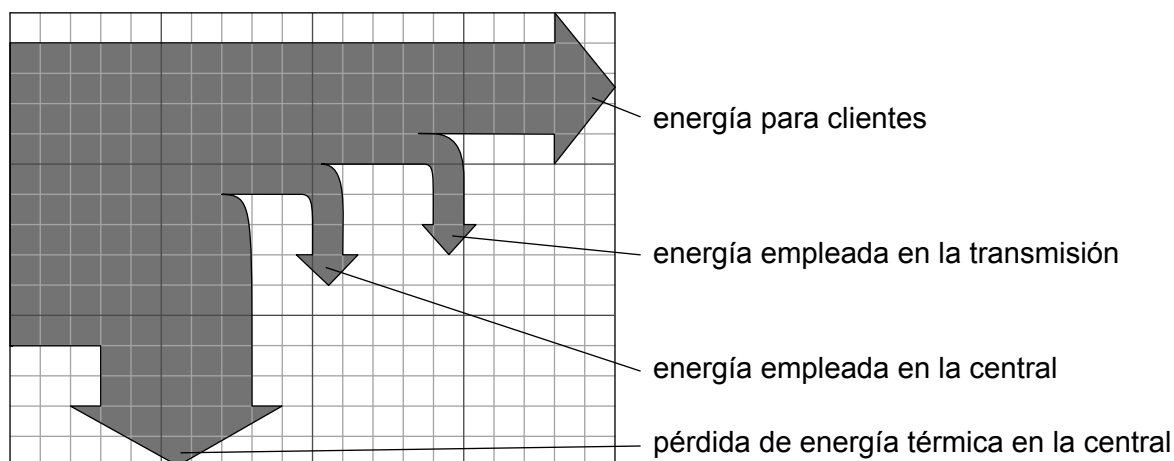 energía para clientes
energía empleada en la transmisión
energía empleada en la central
pérdida de energía térmica en la central